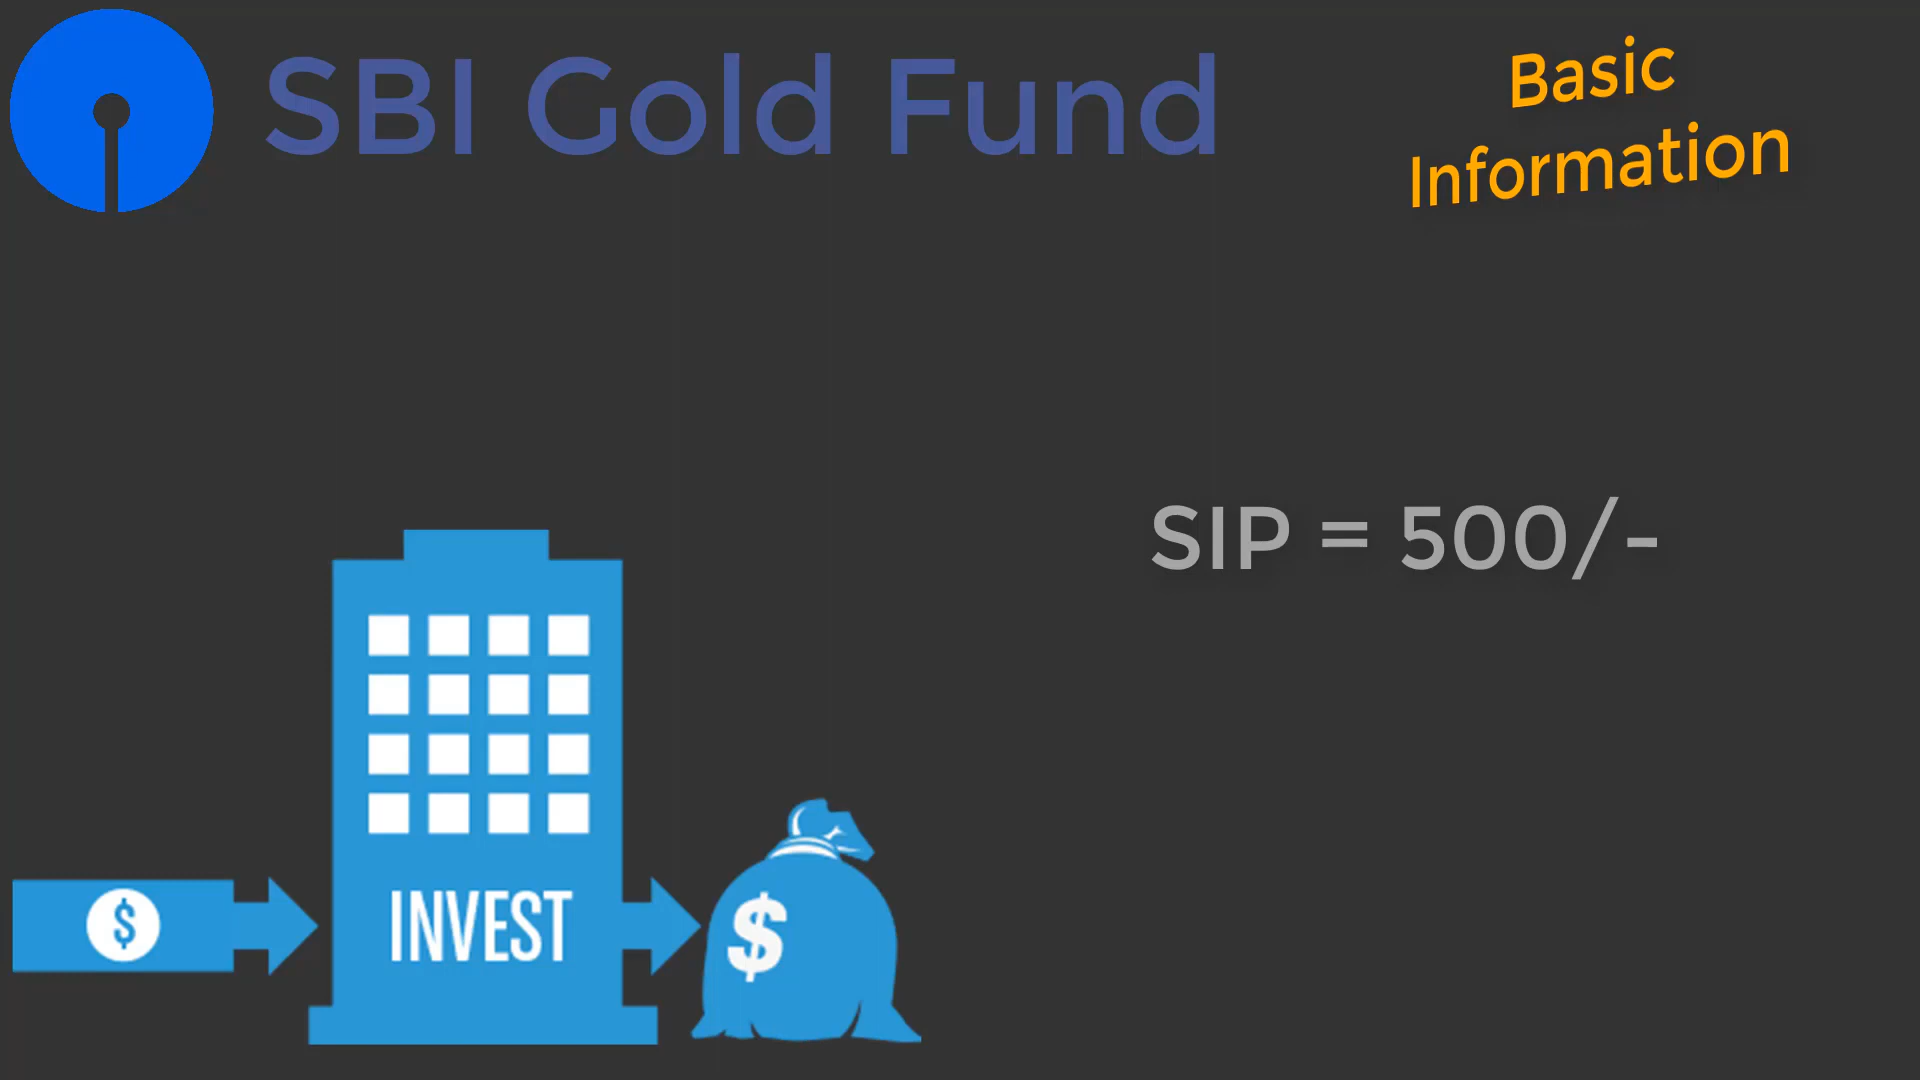 SBI Gold Fund
Basic
Information
SIP = 500/-
$
INVEST
$